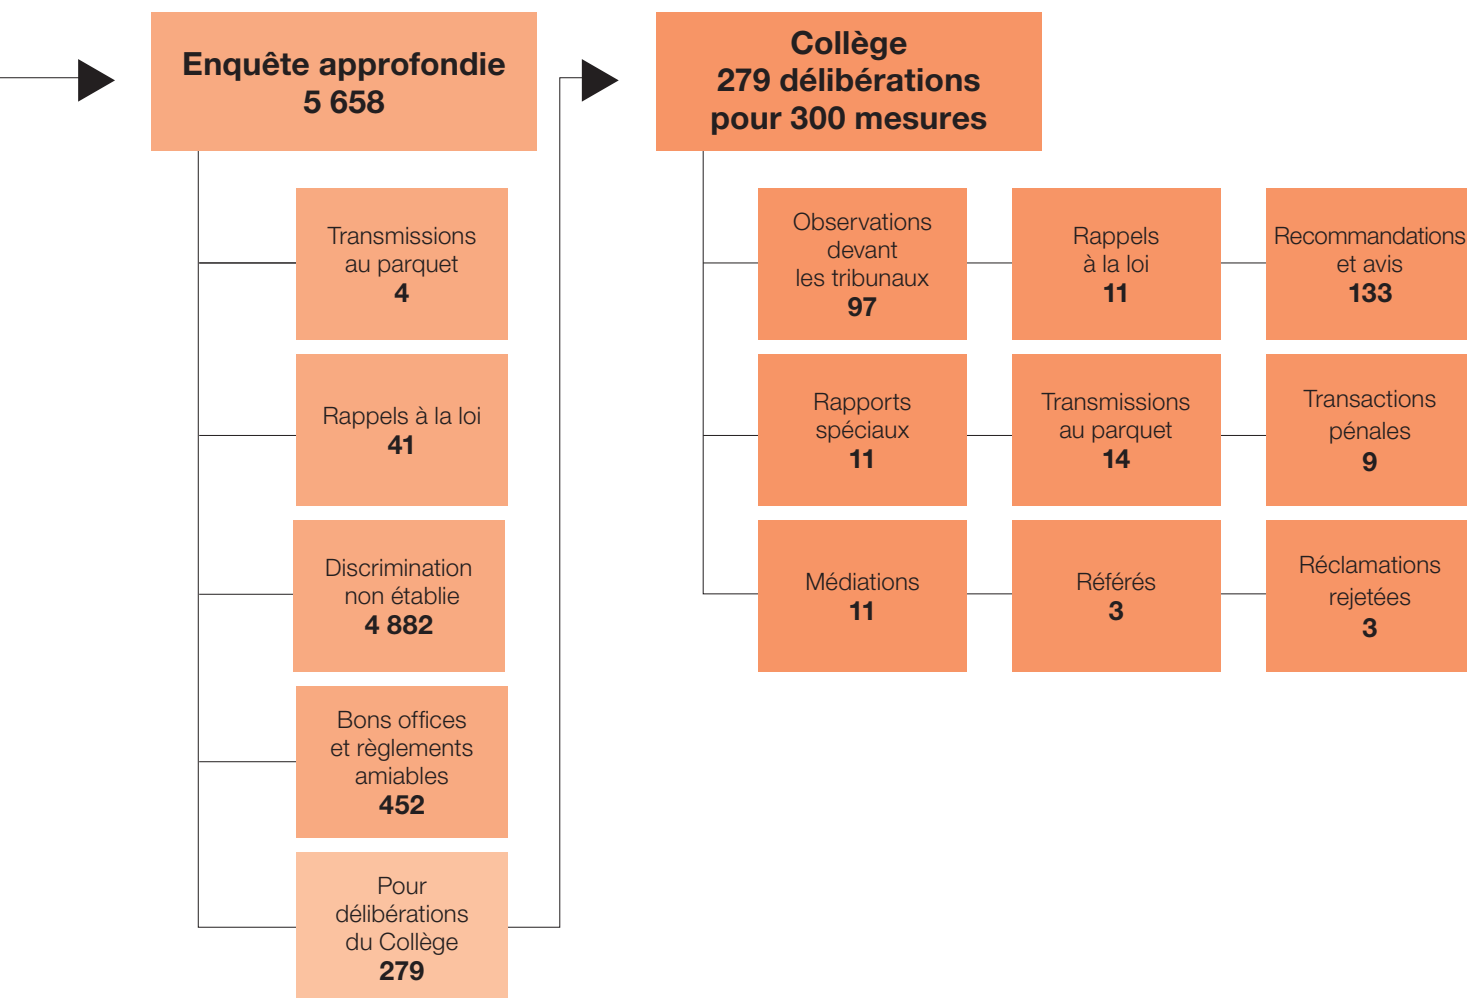 Enquête approfondie
5 658
Transmissions
au parquet
4
Rappels à la loi
41
Discrimination
non établie
4 882
Bons offices
et règlements
amiables
452
Pour
délibérations
du Collège
279
Collège
279 délibérations
pour 300 mesures
Observations
devant
les tribunaux
97
Rappels
à la loi
11
Recommandations
et avis
133
Rapports
spéciaux
11
Transmissions
au parquet
14
Transactions
pénales
9
Médiations
11
Référés
3
Réclamations
rejetées
3